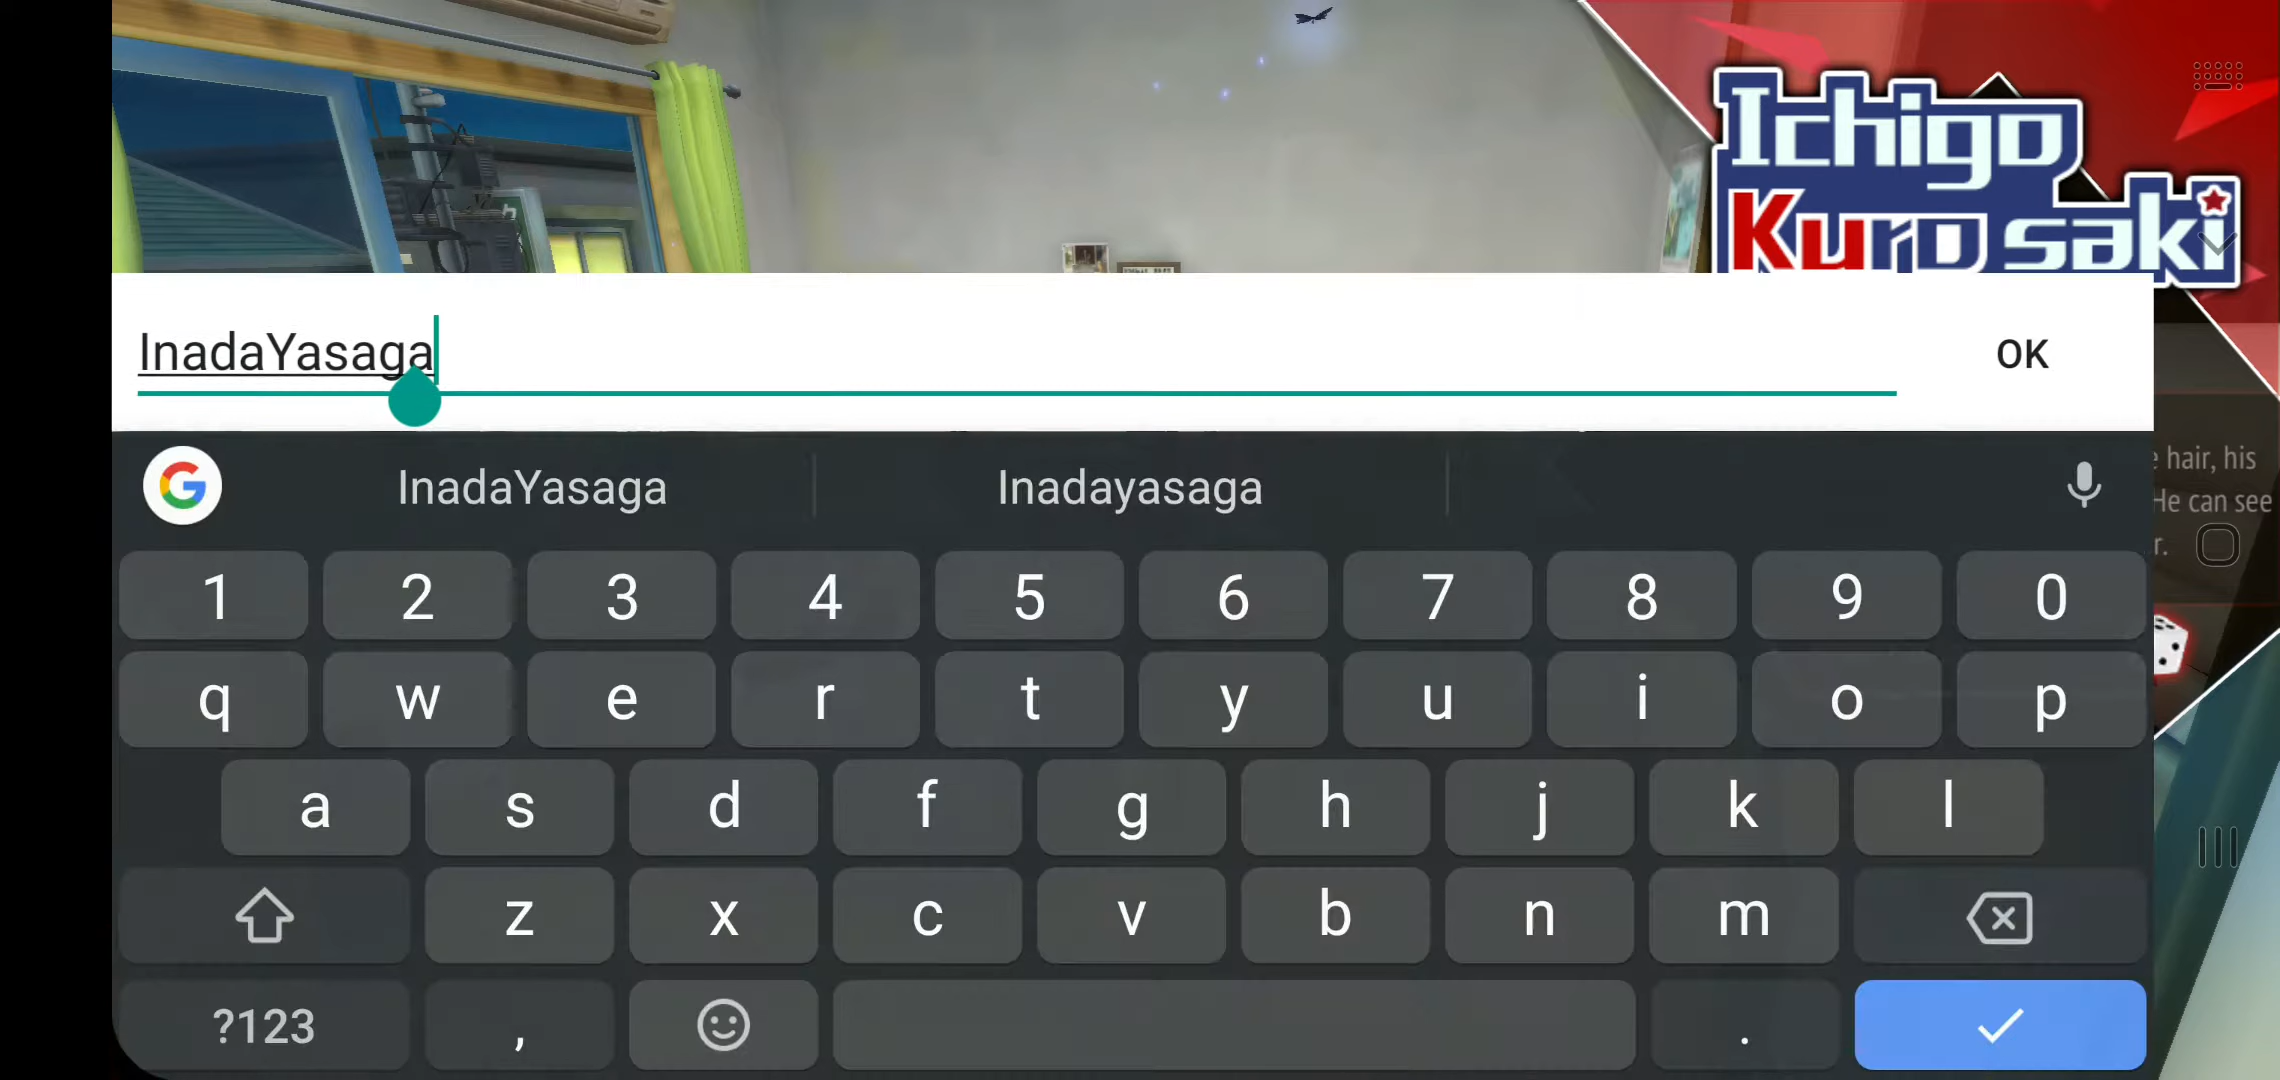 Ichigo
Kurosaki
InadaYasaga
OK
InadaYasaga Inadayasaga
e hair, his
He can see
r.
1 2 3 4 5 6 7 8 9 0
q w e r t y u i o p
a s d f g h j k l
z x c v b n m
?123 , .